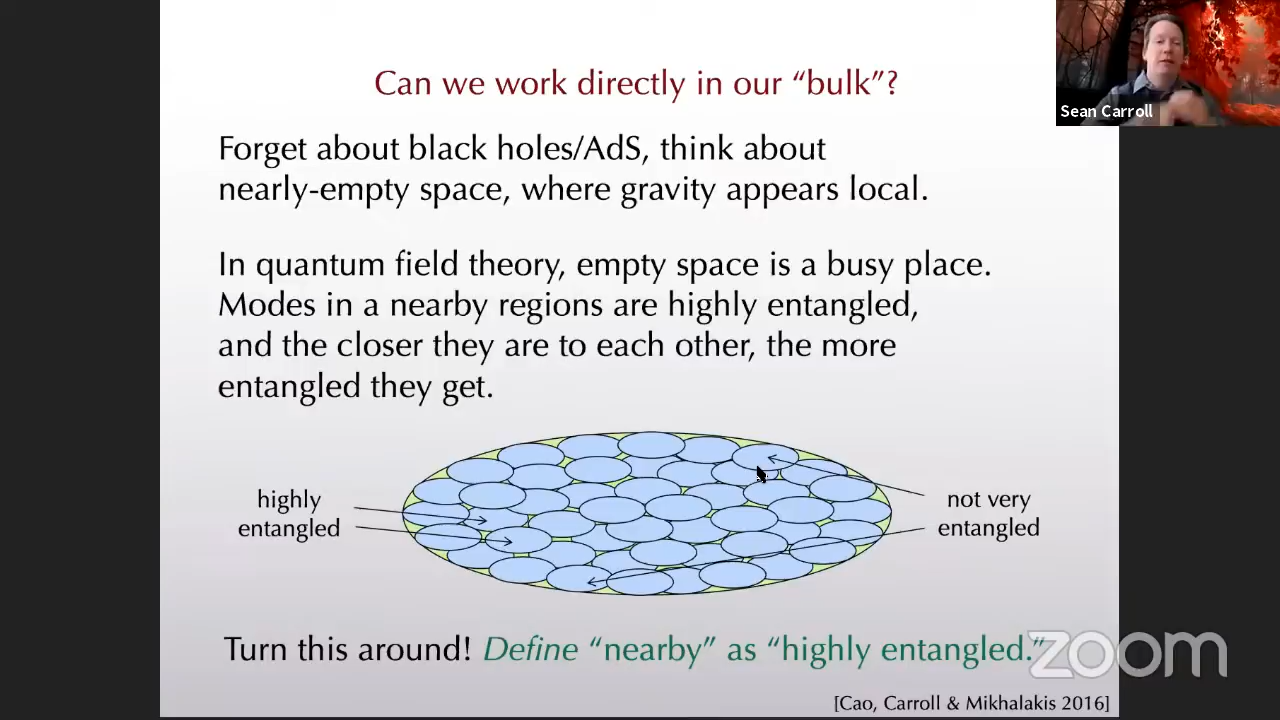 Can we work directly in our “bulk”?
Sean Carroll
Forget about black holes/AdS, think about
nearly-empty space, where gravity appears local.
In quantum field theory, empty space is a busy place.
Modes in a nearby regions are highly entangled,
and the closer they are to each other, the more
entangled they get.
highly
entangled
not very
entangled
Turn this around! Define “nearby” as “highly entangled.”
zoom
[Cao, Carroll & Mikhalakis 2016]